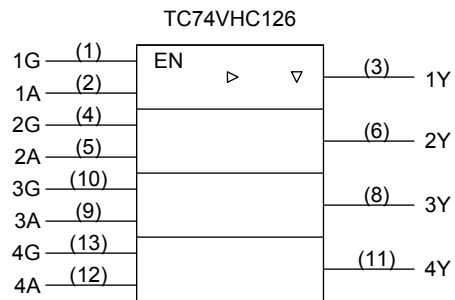 TC74VHC126
1G (1) EN (3) 1Y
1A (2)
2G (4) (6) 2Y
2A (5)
3G (10) (8) 3Y
3A (9)
4G (13) (11) 4Y
4A (12)